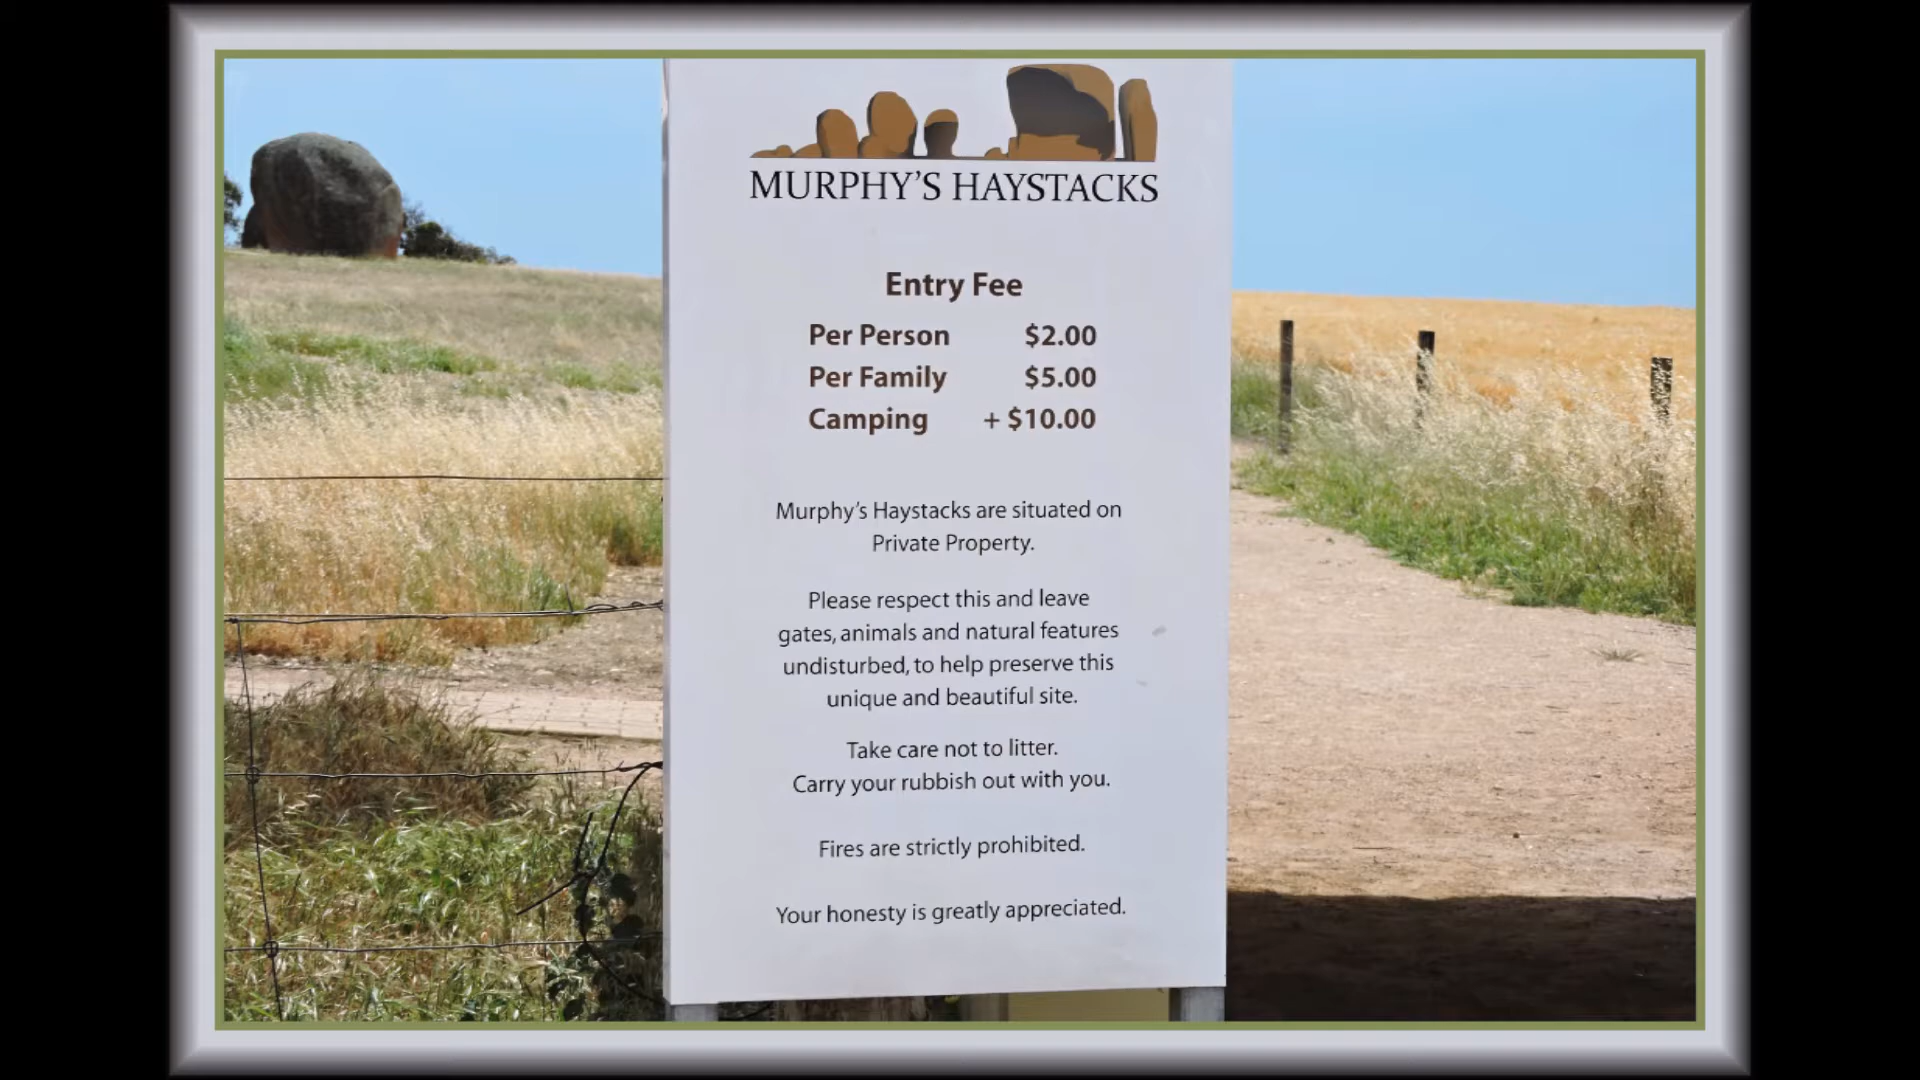 MURPHY'S HAYSTACKS
Entry Fee
Per Person $2.00
Per Family $5.00
Camping + $10.00
Murphy's Haystacks are situated on
Private Property.
Please respect this and leave
gates, animals and natural features
undisturbed, to help preserve this
unique and beautiful site.
Take care not to litter.
Carry your rubbish out with you.
Fires are strictly prohibited.
Your honesty is greatly appreciated.